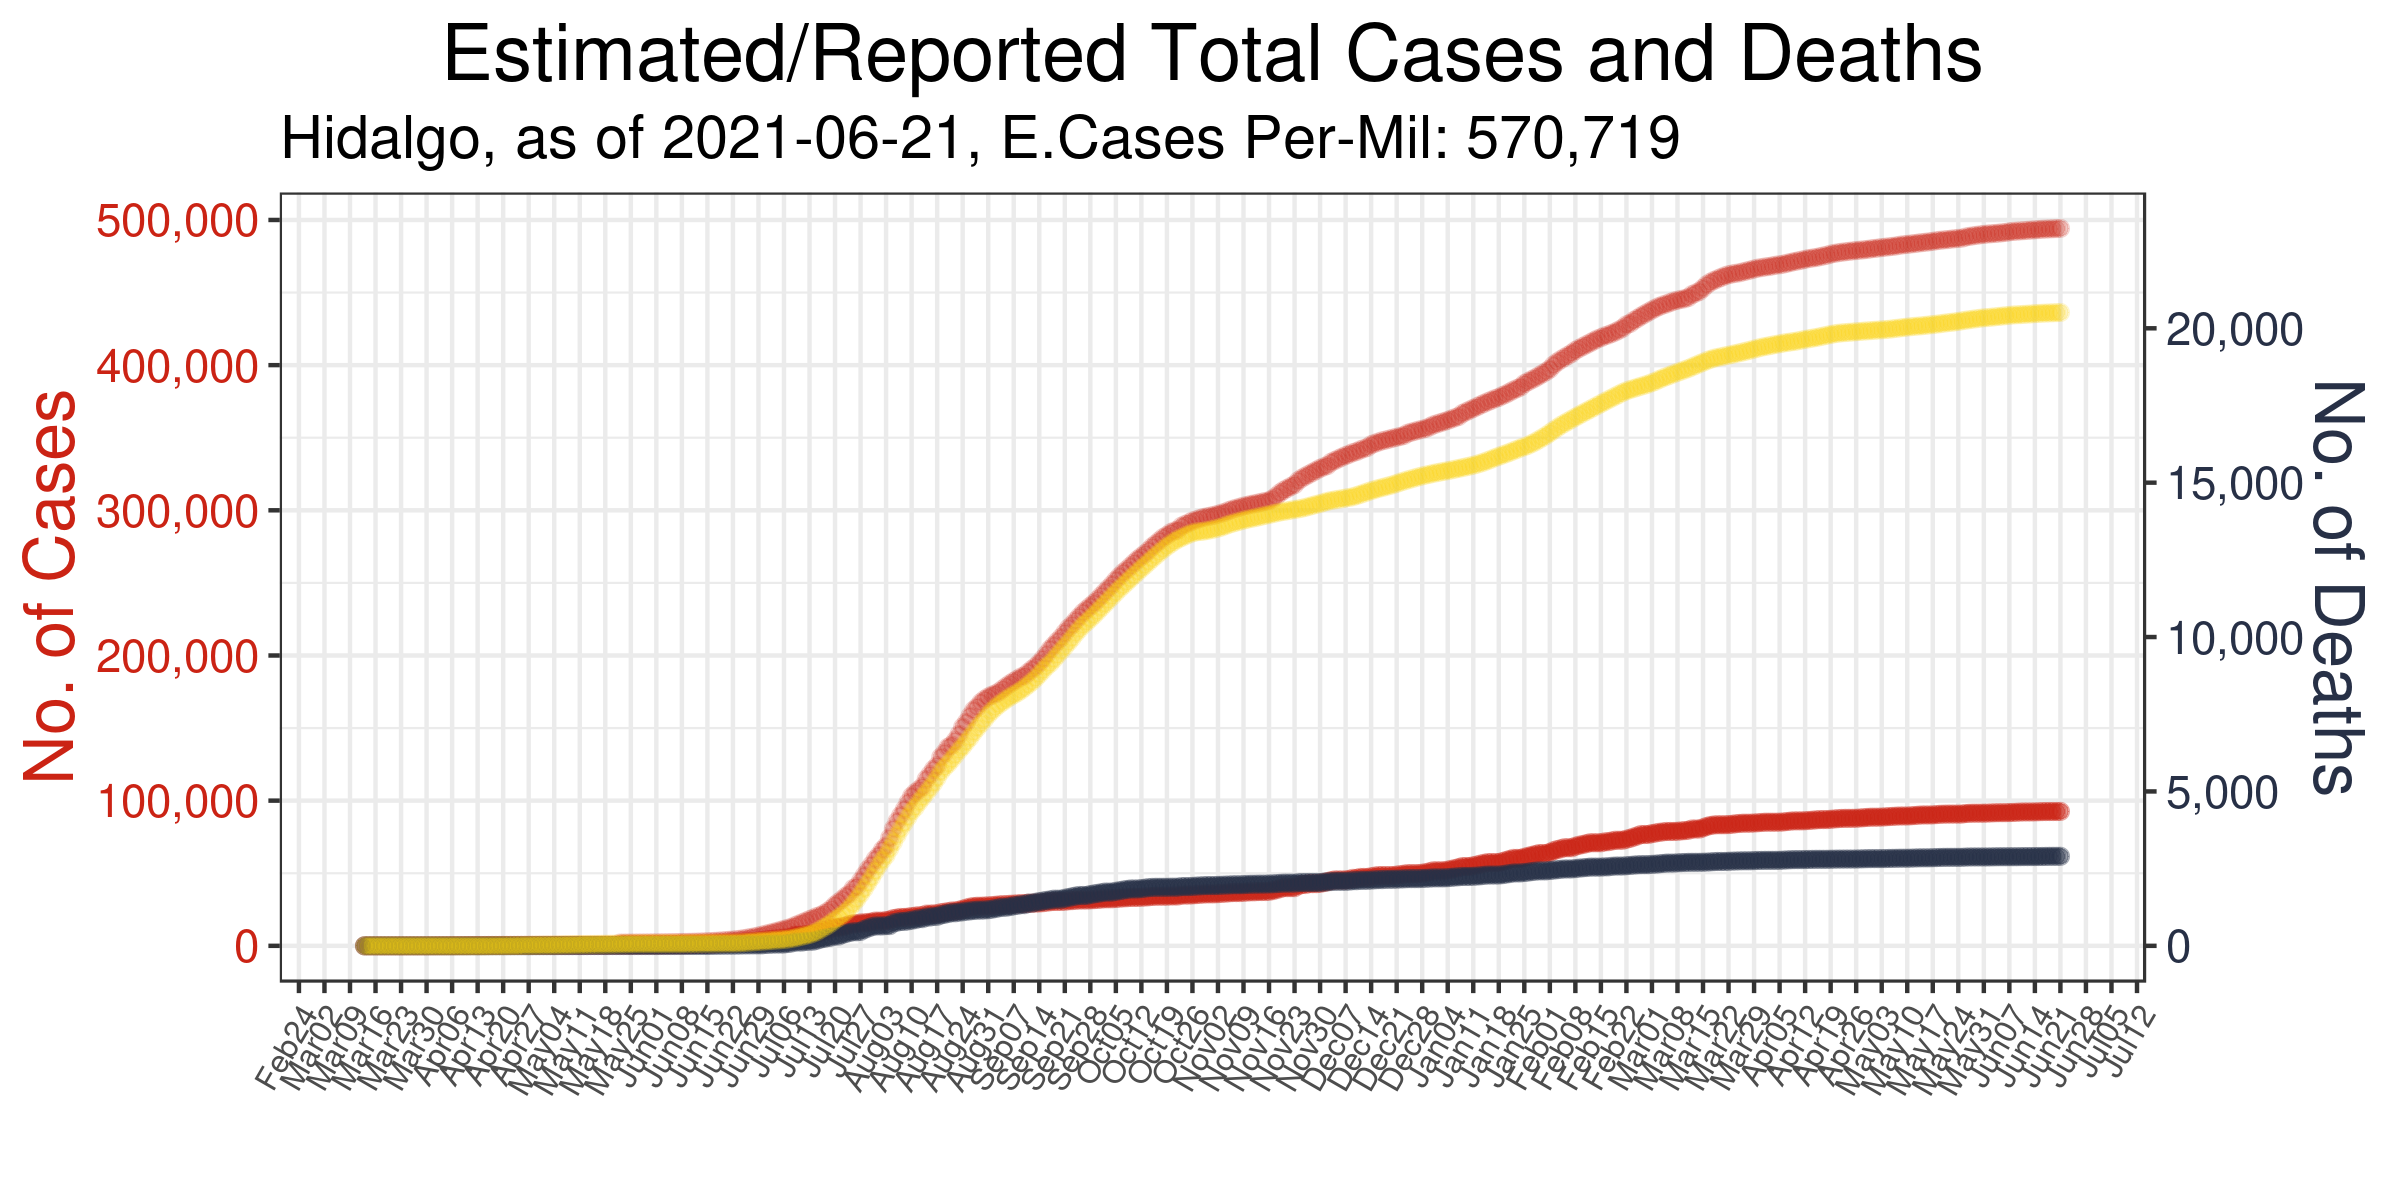 Estimated/Reported Total Cases and Deaths
Hidalgo, as of 2021-06-21, E.Cases Per-Mil: 570,719
No. of Cases
500,000
400,000
300,000
200,000
100,000
0
20,000
15,000
10,000
5,000
0
No. of Deaths
Feb24
Mar02
Mar09
Mar16
Mar23
Mar30
Apr06
Apr13
Apr20
Apr27
May04
May11
May18
May25
Jun01
Jun08
Jun15
Jun22
Jun29
Jul06
Jul13
Jul20
Jul27
Aug03
Aug10
Aug17
Aug24
Aug31
Sep07
Sep14
Sep21
Sep28
Oct05
Oct12
Oct19
Oct26
Nov02
Nov09
Nov16
Nov23
Nov30
Dec07
Dec14
Dec21
Dec28
Jan04
Jan11
Jan18
Jan25
Feb01
Feb08
Feb15
Feb22
Mar01
Mar08
Mar15
Mar22
Mar29
Apr05
Apr12
Apr19
Apr26
May03
May10
May17
May24
May31
Jun07
Jun14
Jun21
Jun28
Jul05
Jul12